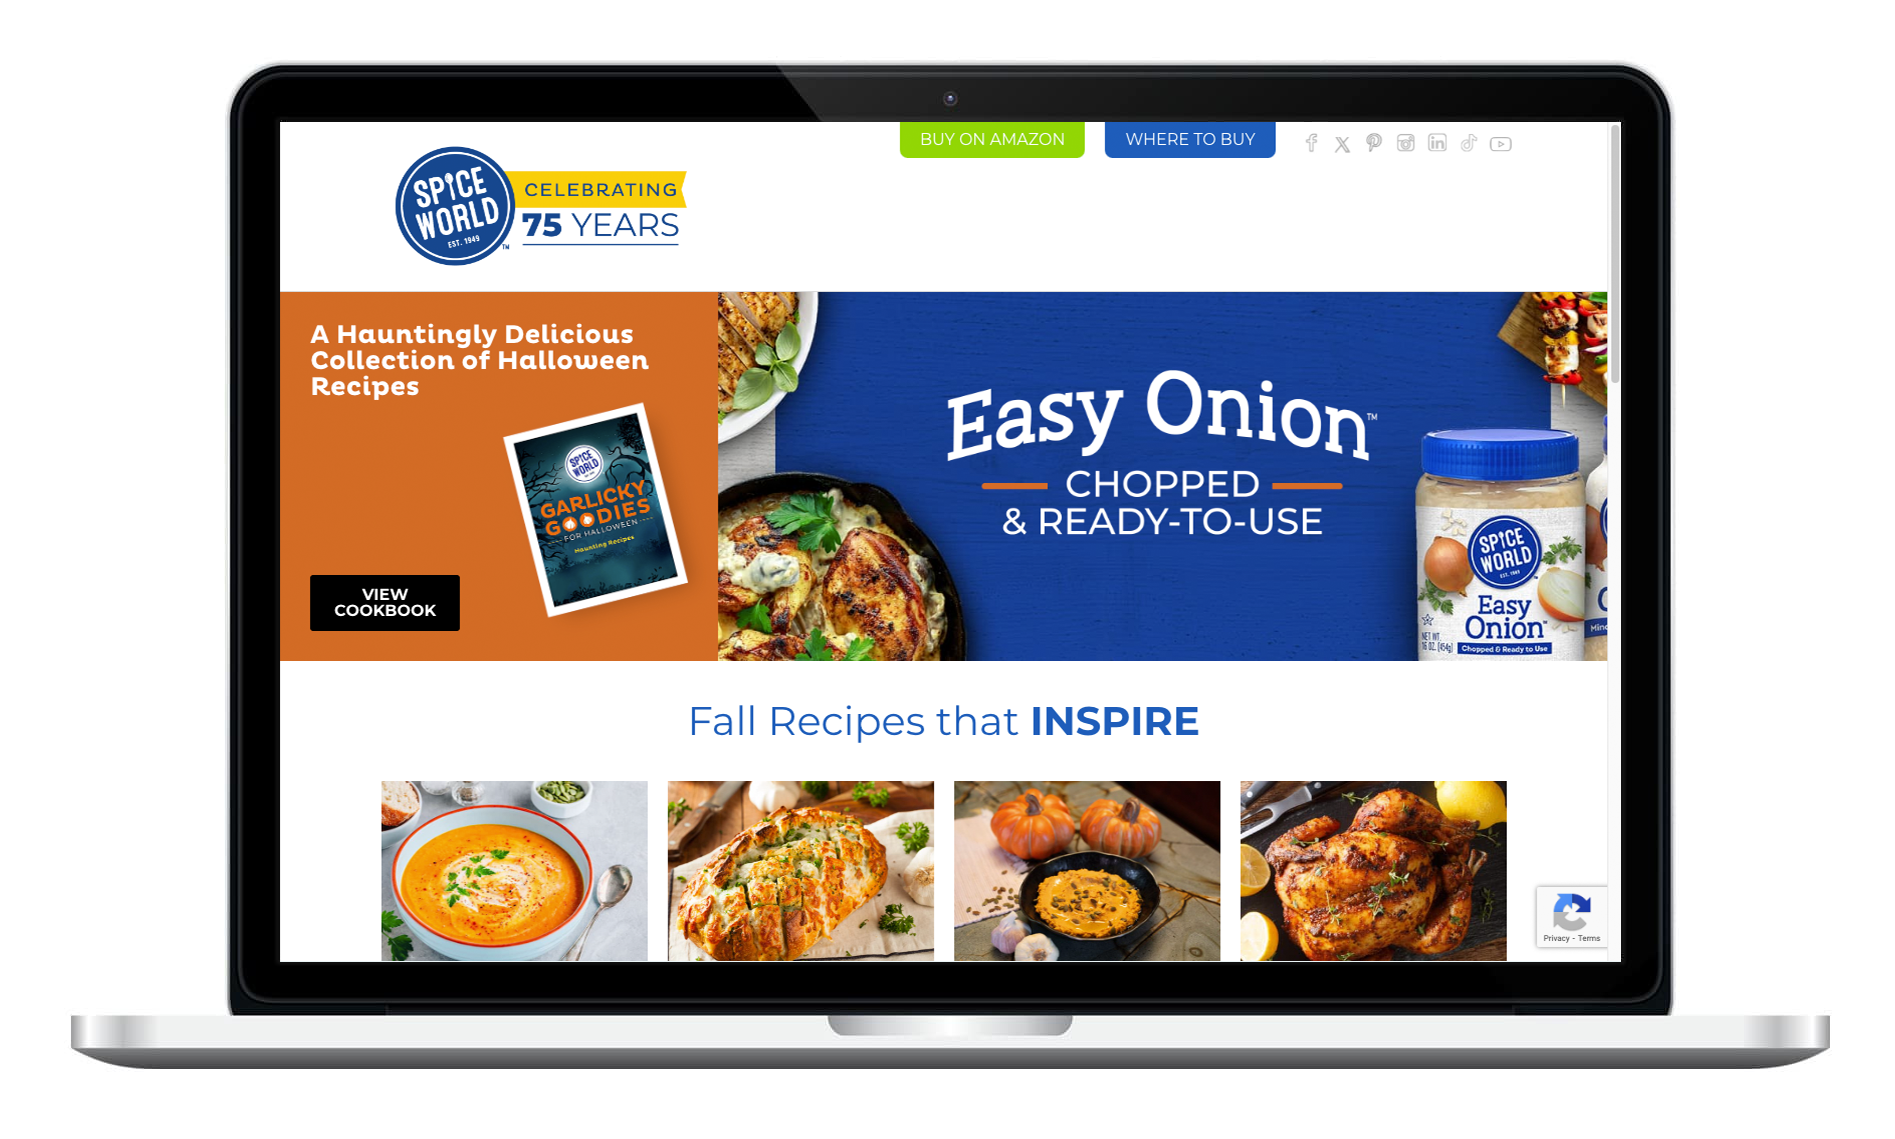 BUY ON AMAZON
WHERE TO BUY
SPICE
WORLD
EST. 1949
TM
CELEBRATING
75 YEARS
A Hauntingly Delicious
Collection of Halloween
Recipes
SPICE
WORLD
GARLICKY
GOODIES
FOR HALLOWEEN
Haunting Recipes
VIEW
COOKBOOK
Easy Onion™
CHOPPED
& READY-TO-USE
SPICE
WORLD
EST. 1949
Easy
Onion™
NET WT.
16 OZ. (454g)
Chopped & Ready to Use
Fall Recipes that INSPIRE
Privacy - Terms